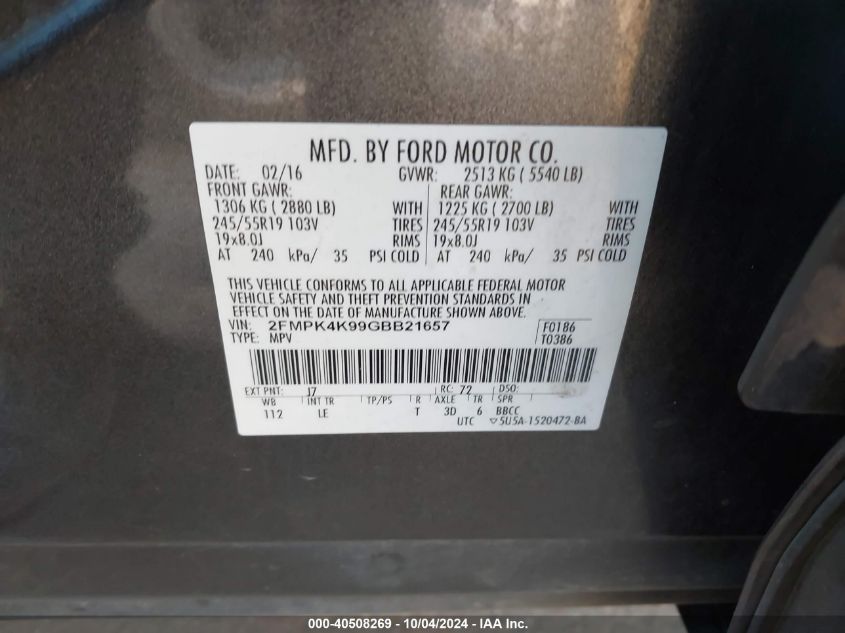 MFD. BY FORD MOTOR CO.
DATE: 02/16 GVWR: 2513 KG ( 5540 LB)
FRONT GAWR: REAR GAWR:
1306 KG ( 2880 LB) WITH 1225 KG ( 2700 LB) WITH
245/55R19 103V TIRES 245/55R19 103V TIRES
19x8.0J RIMS 19x8.0J RIMS
AT 240 kPa/ 35 PSI COLD AT 240 kPa/ 35 PSI COLD
THIS VEHICLE CONFORMS TO ALL APPLICABLE FEDERAL MOTOR
VEHICLE SAFETY AND THEFT PREVENTION STANDARDS IN
EFFECT ON THE DATE OF MANUFACTURE SHOWN ABOVE.
VIN: 2FMPK4K99GBB21657 F0186
TYPE: MPV T0386
EXT PNT: J7 RC: 72 DSO:
WB INT TR TP/PS R AXLE TR SPR
112 LE T 3D 6 BBCC
UTC ▽5U5A-1520472-BA
000-40508269 - 10/04/2024 - IAA Inc.